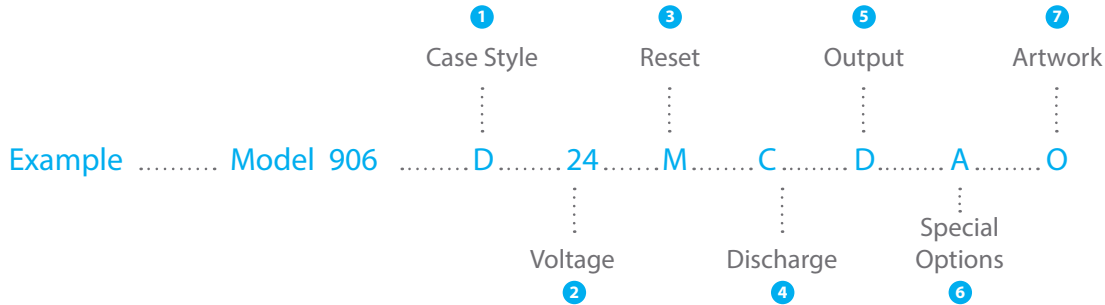 1 3 5 7
Case Style Reset Output Artwork
Example .......... Model 906 ........ D ........ 24 ........ M ........ C ........ D ........ A ........ O
Special
Voltage Discharge Options
2 4 6